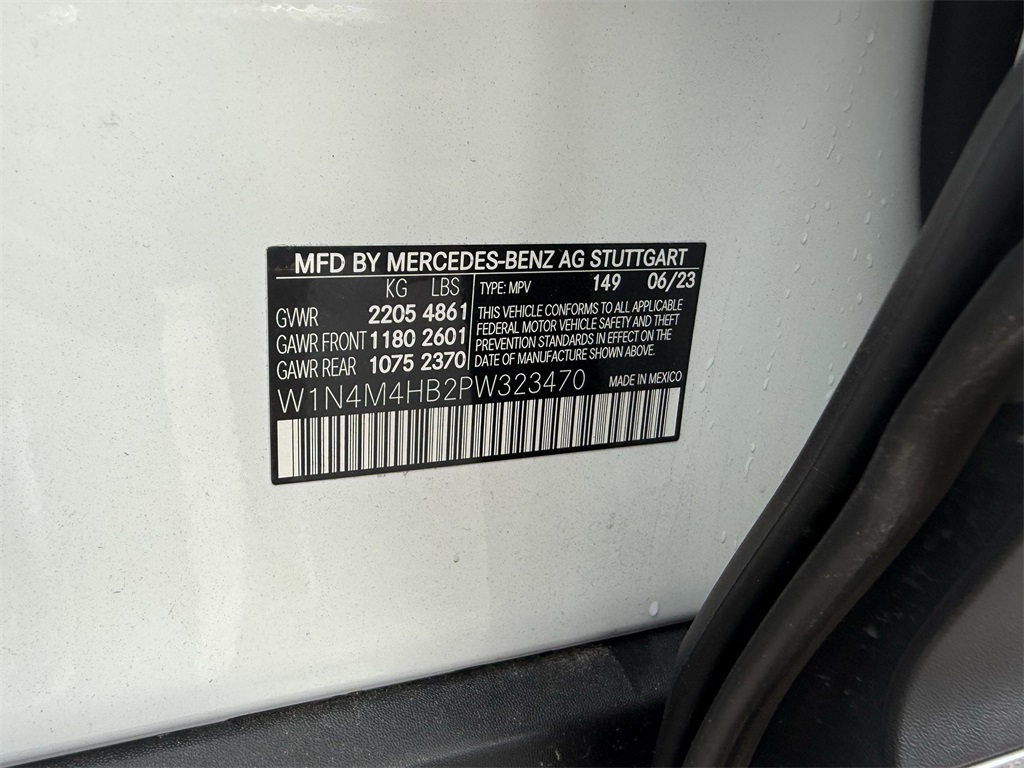 MFD BY MERCEDES-BENZ AG STUTTGART
KG LBS
GVWR 2205 4861
GAWR FRONT 1180 2601
GAWR REAR 1075 2370
TYPE: MPV 149 06/23
THIS VEHICLE CONFORMS TO ALL APPLICABLE
FEDERAL MOTOR VEHICLE SAFETY AND THEFT
PREVENTION STANDARDS IN EFFECT ON THE
DATE OF MANUFACTURE SHOWN ABOVE.
W1N4M4HB2PW323470 MADE IN MEXICO